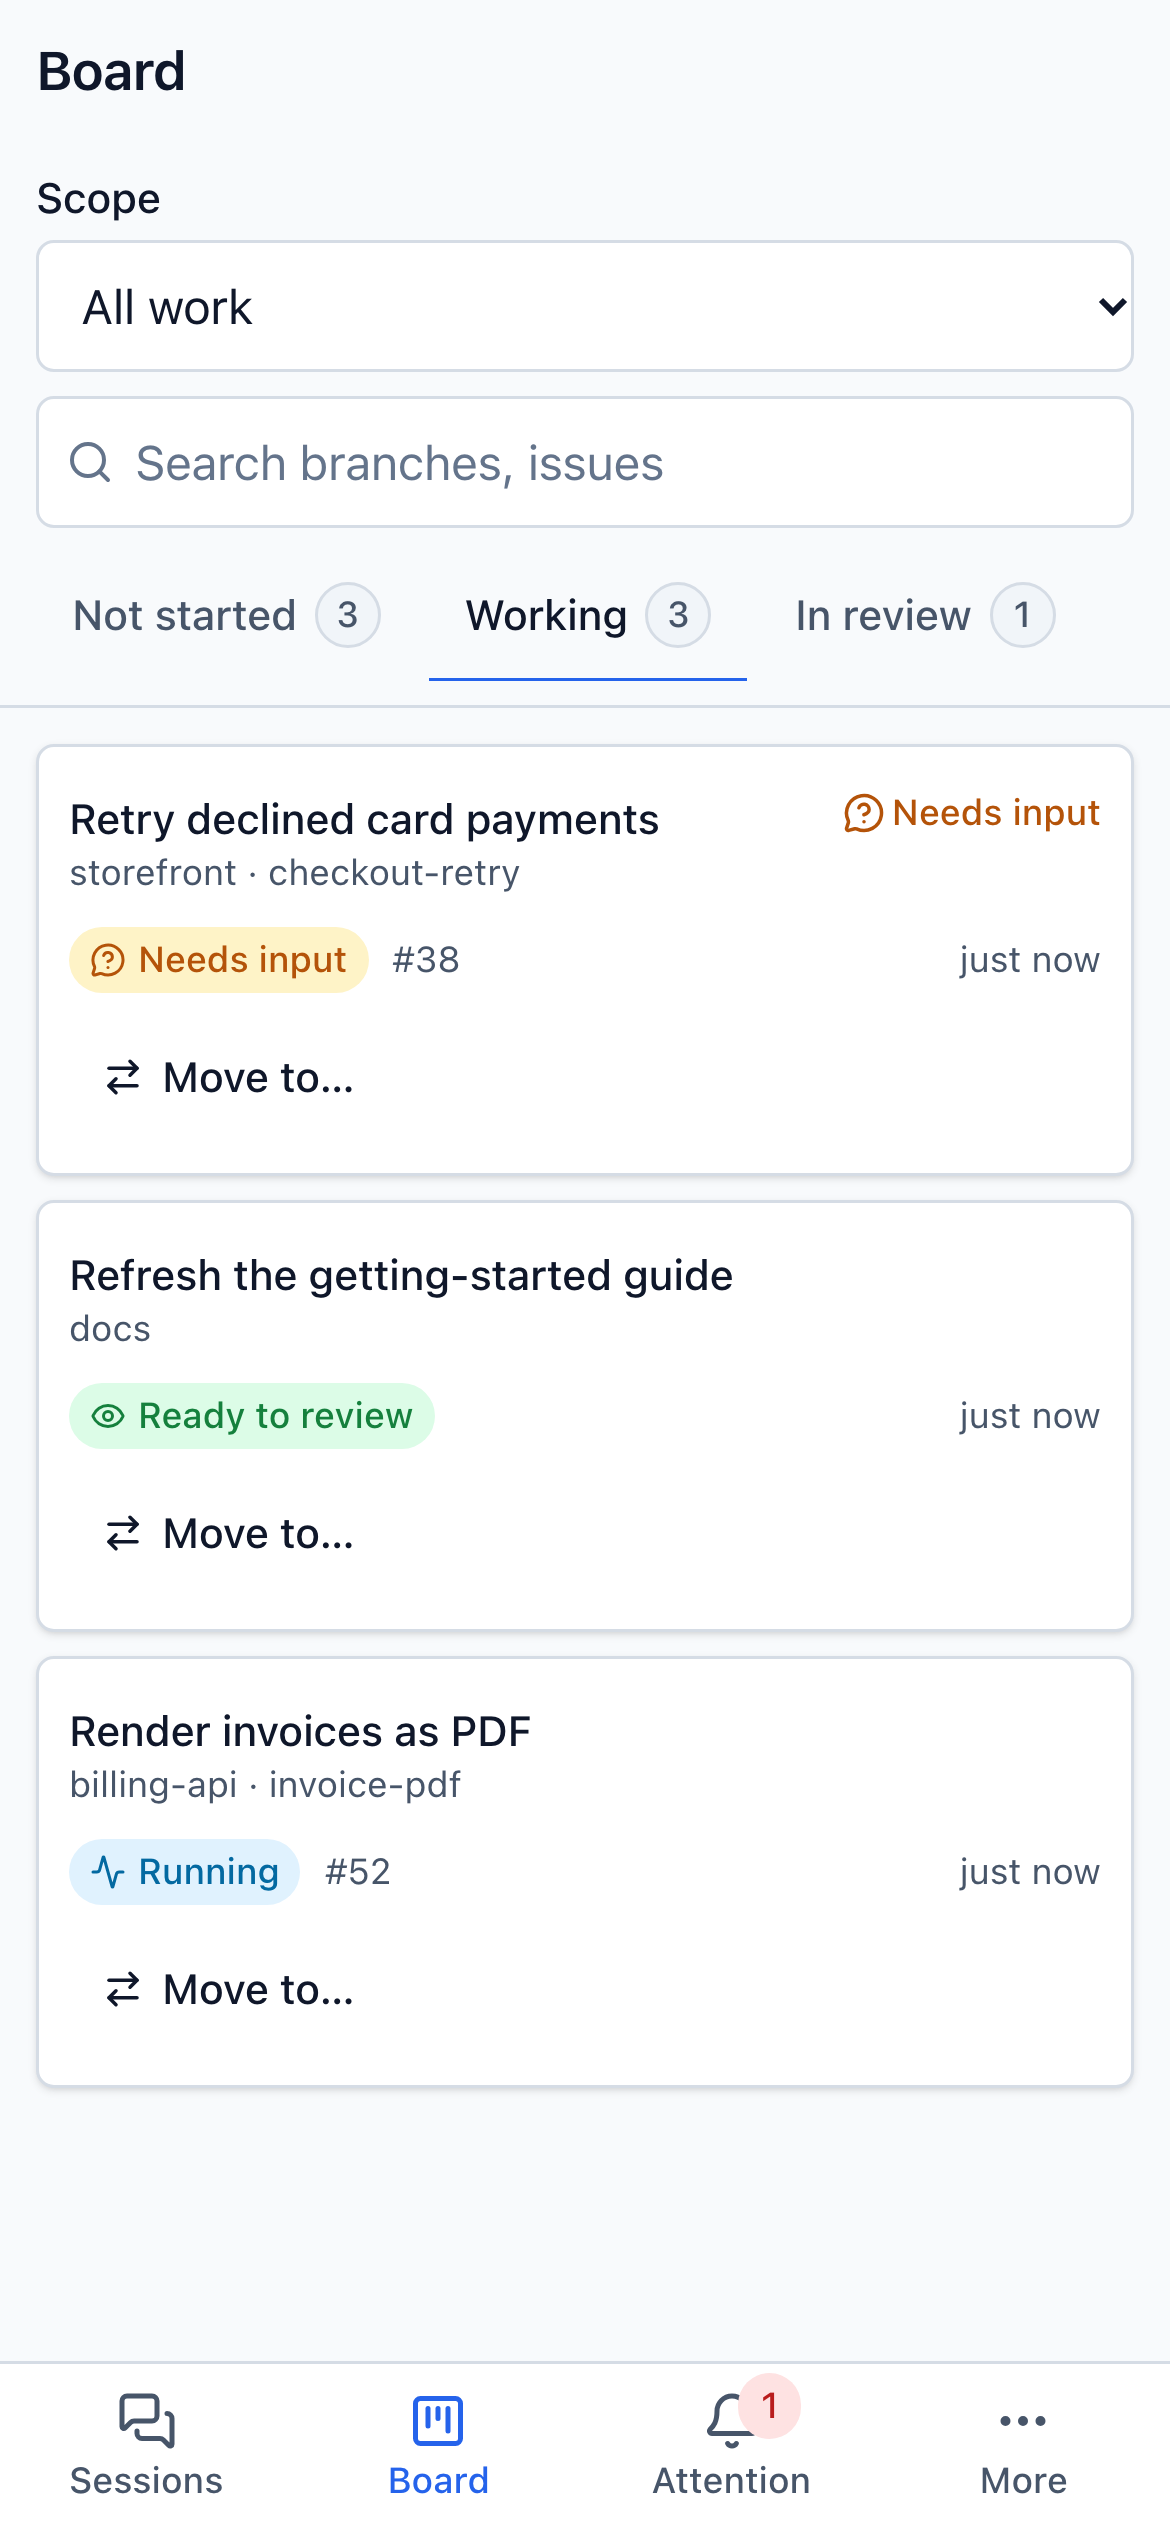 Board
Scope
All work
Search branches, issues
Not started 3 Working 3 In review 1
Retry declined card payments Needs input
storefront · checkout-retry
Needs input #38 just now
Move to...
Refresh the getting-started guide
docs
Ready to review just now
Move to...
Render invoices as PDF
billing-api · invoice-pdf
Running #52 just now
Move to...
1
Sessions Board Attention More